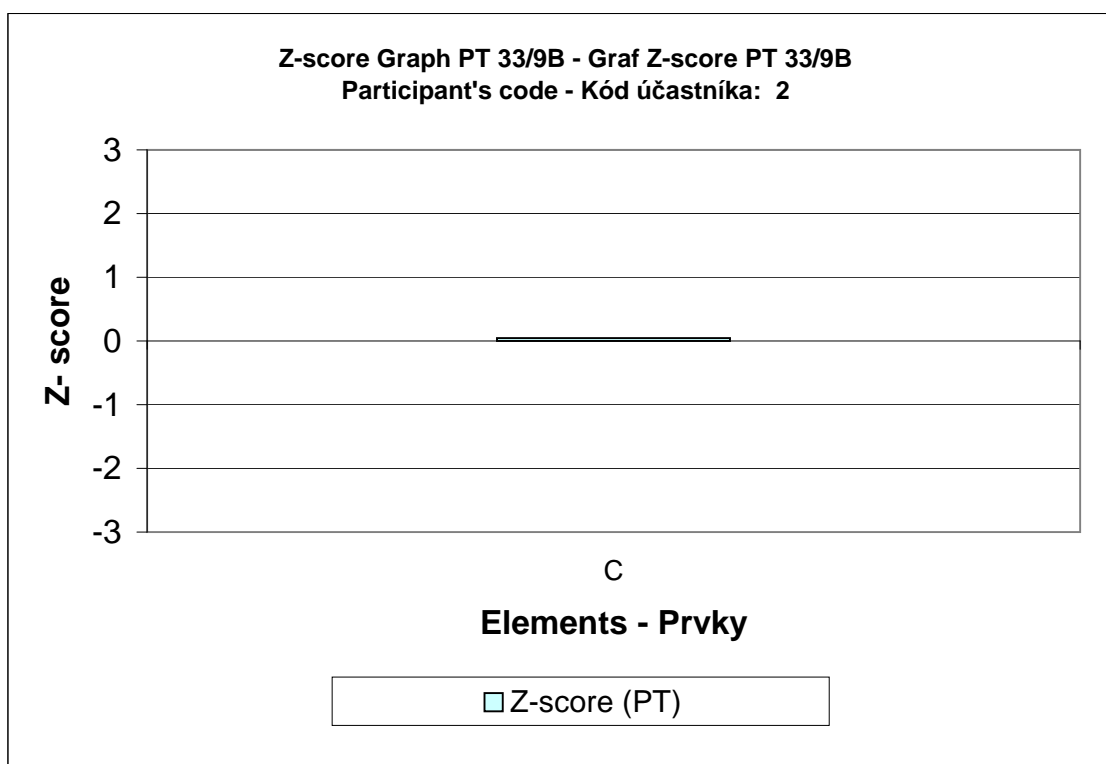 Z-score Graph PT 33/9B - Graf Z-score PT 33/9B
Participant's code - Kód účastníka:  2
3
2
1
0
-1
-2
-3
Z- score
C
Elements - Prvky
Z-score (PT)